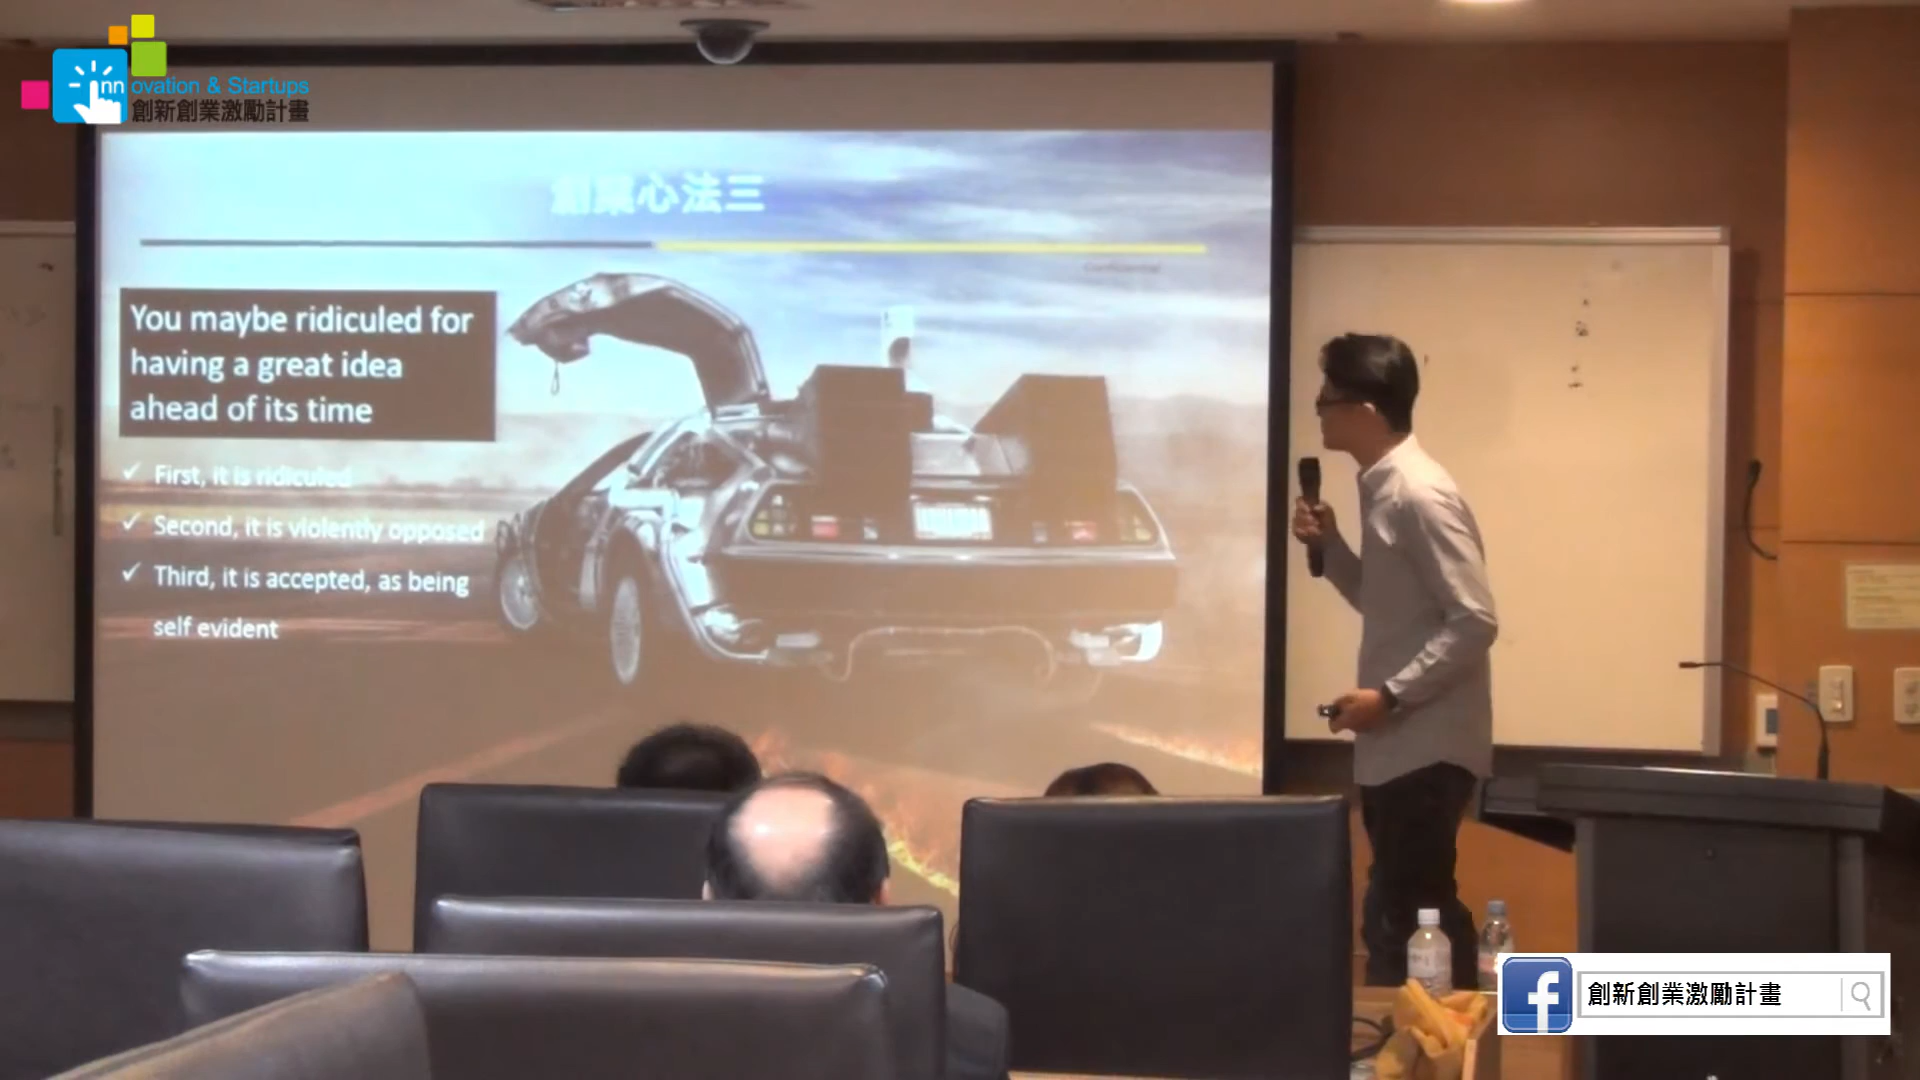 innovation & Startups
創新創業激勵計畫
創業心法三
Confidential
You maybe ridiculed for
having a great idea
ahead of its time
✓ First, it is ridiculed
✓ Second, it is violently opposed
✓ Third, it is accepted, as being
self evident
創新創業激勵計畫